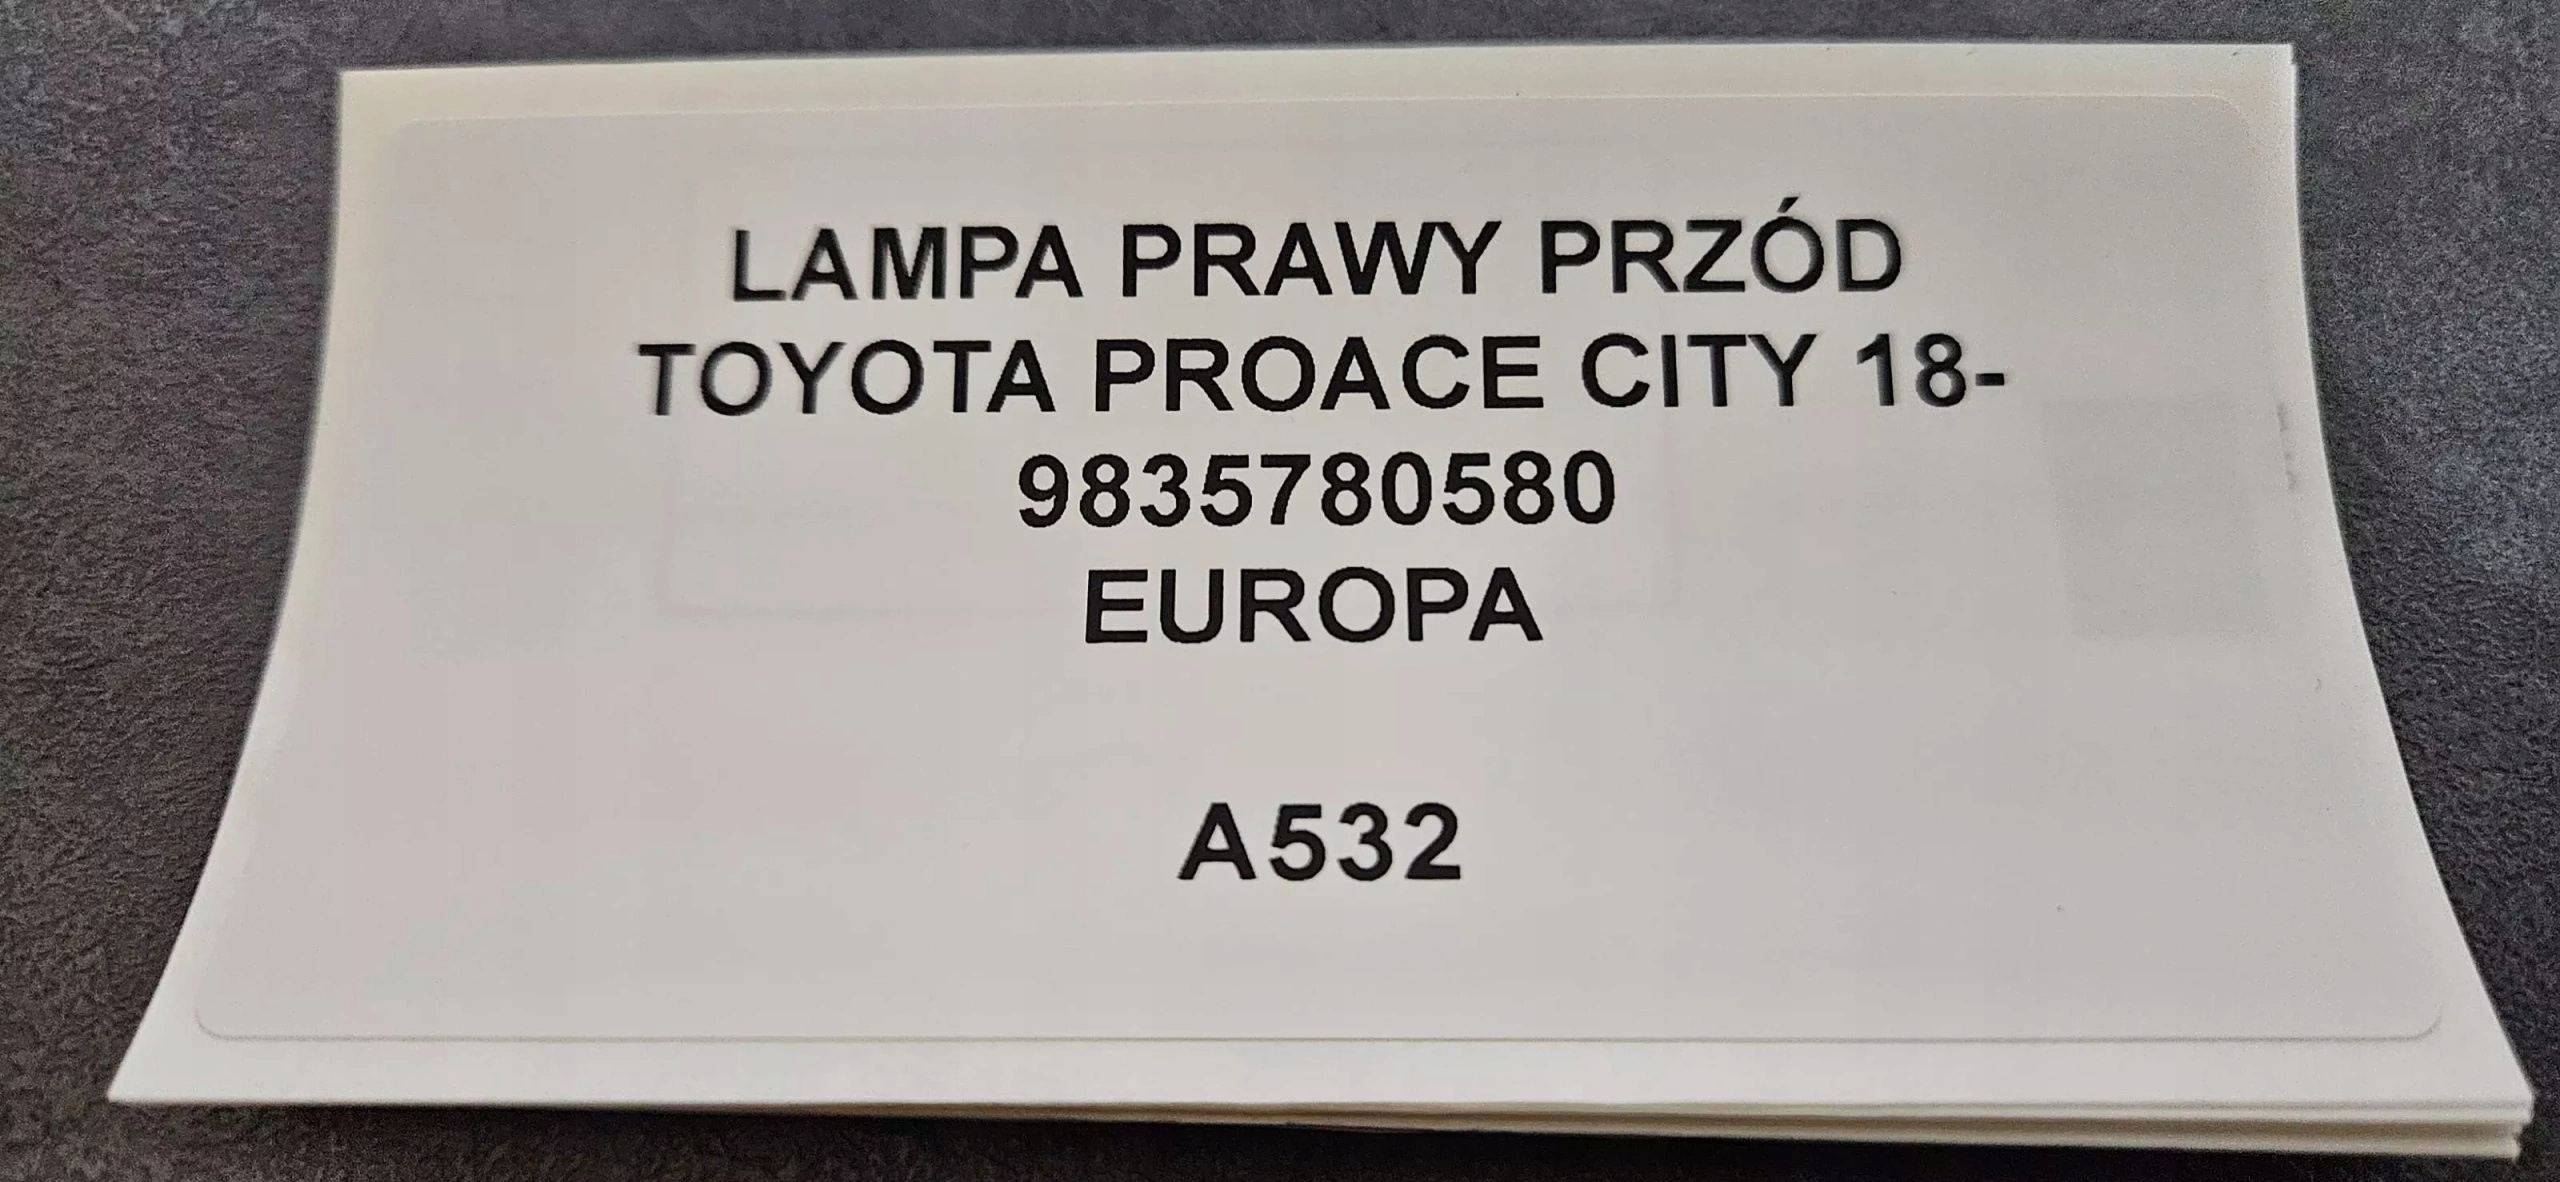 LAMPA PRAWY PRZÓD
TOYOTA PROACE CITY 18-
9835780580
EUROPA
A532